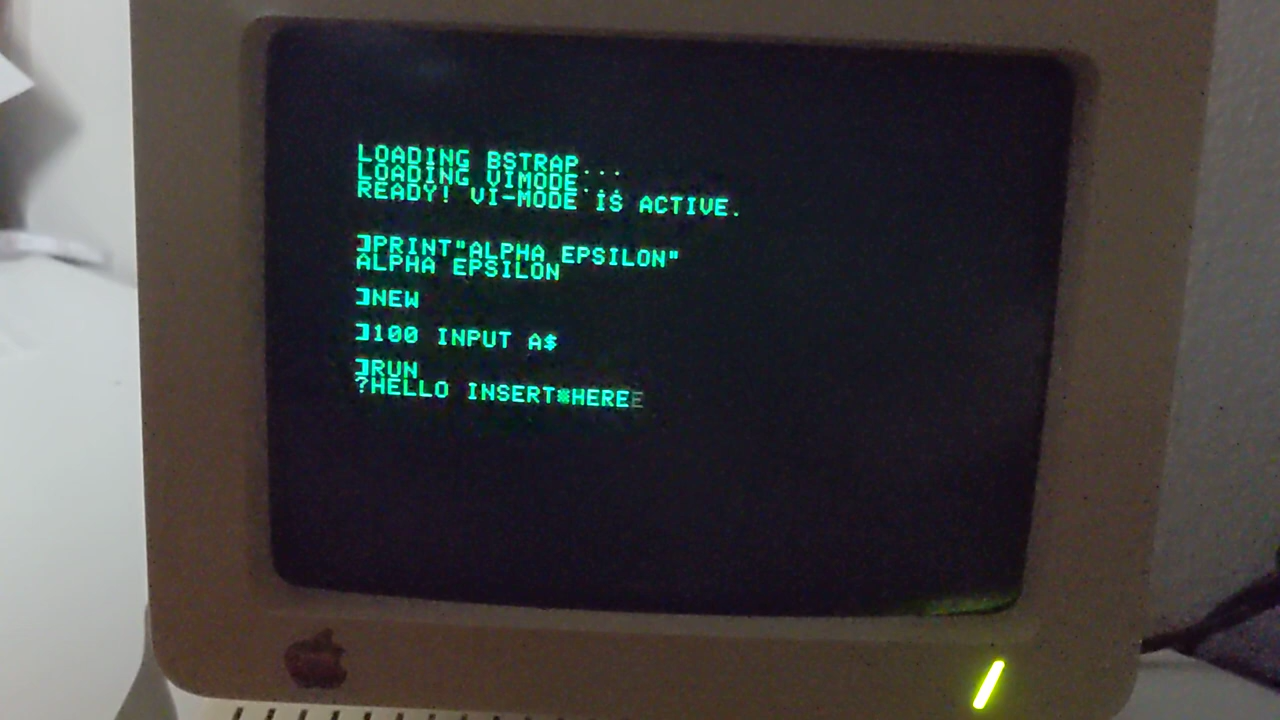 LOADING BSTRAP...
LOADING VIMODE...
READY! VI-MODE IS ACTIVE.
]PRINT"ALPHA EPSILON"
ALPHA EPSILON
]NEW
]100 INPUT A$
]RUN
?HELLO INSERT※HEREE